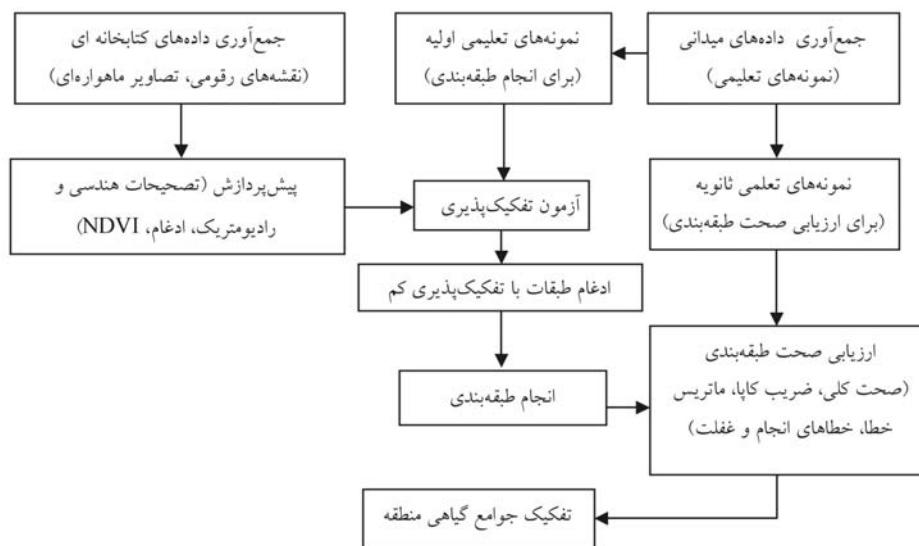 جمع‌آوری داده‌های میدانی
(نمونه‌های تعلیمی)
نمونه‌های تعلیمی اولیه
(برای انجام طبقه‌بندی)
جمع‌آوری داده‌های کتابخانه ای
(نقشه‌های رقومی، تصاویر ماهواره‌ای)
نمونه‌های تعلمی ثانویه
(برای ارزیابی صحت طبقه‌بندی)
آزمون تفکیک‌پذیری
پیش‌پردازش (تصحیحات هندسی و
رادیومتریک، ادغام، NDVI)
ادغام طبقات با تفکیک‌پذیری کم
انجام طبقه‌بندی
ارزیابی صحت طبقه‌بندی
(صحت کلی، ضریب کاپا، ماتریس
خطا، خطاهای انجام و غفلت)
تفکیک جوامع گیاهی منطقه